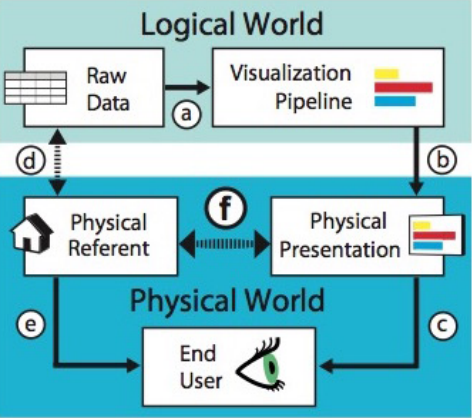 Logical World
Raw
Data
a
Visualization
Pipeline
d
b
Physical
Referent
f
Physical
Presentation
Physical World
e
c
End
User